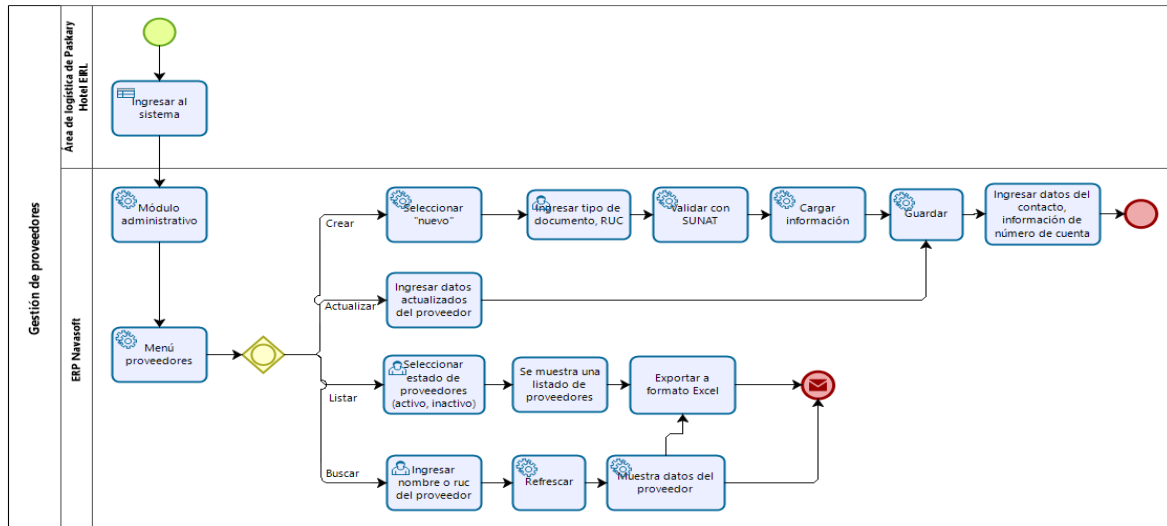 Gestión de proveedores
Área de logística de Paskary
Hotel EIRL
Ingresar al
sistema
ERP Navasoft
Módulo
administrativo
Menú
proveedores
Crear
Seleccionar
"nuevo"
Ingresar tipo de
documento, RUC
Validar con
SUNAT
Cargar
información
Guardar
Ingresar datos del
contacto,
información de
número de cuenta
Actualizar
Ingresar datos
actualizados
del proveedor
Listar
Seleccionar
estado de
proveedores
(activo, inactivo)
Se muestra una
listado de
proveedores
Exportar a
formato Excel
Buscar
Ingresar
nombre o ruc
del proveedor
Refrescar
Muestra datos del
proveedor